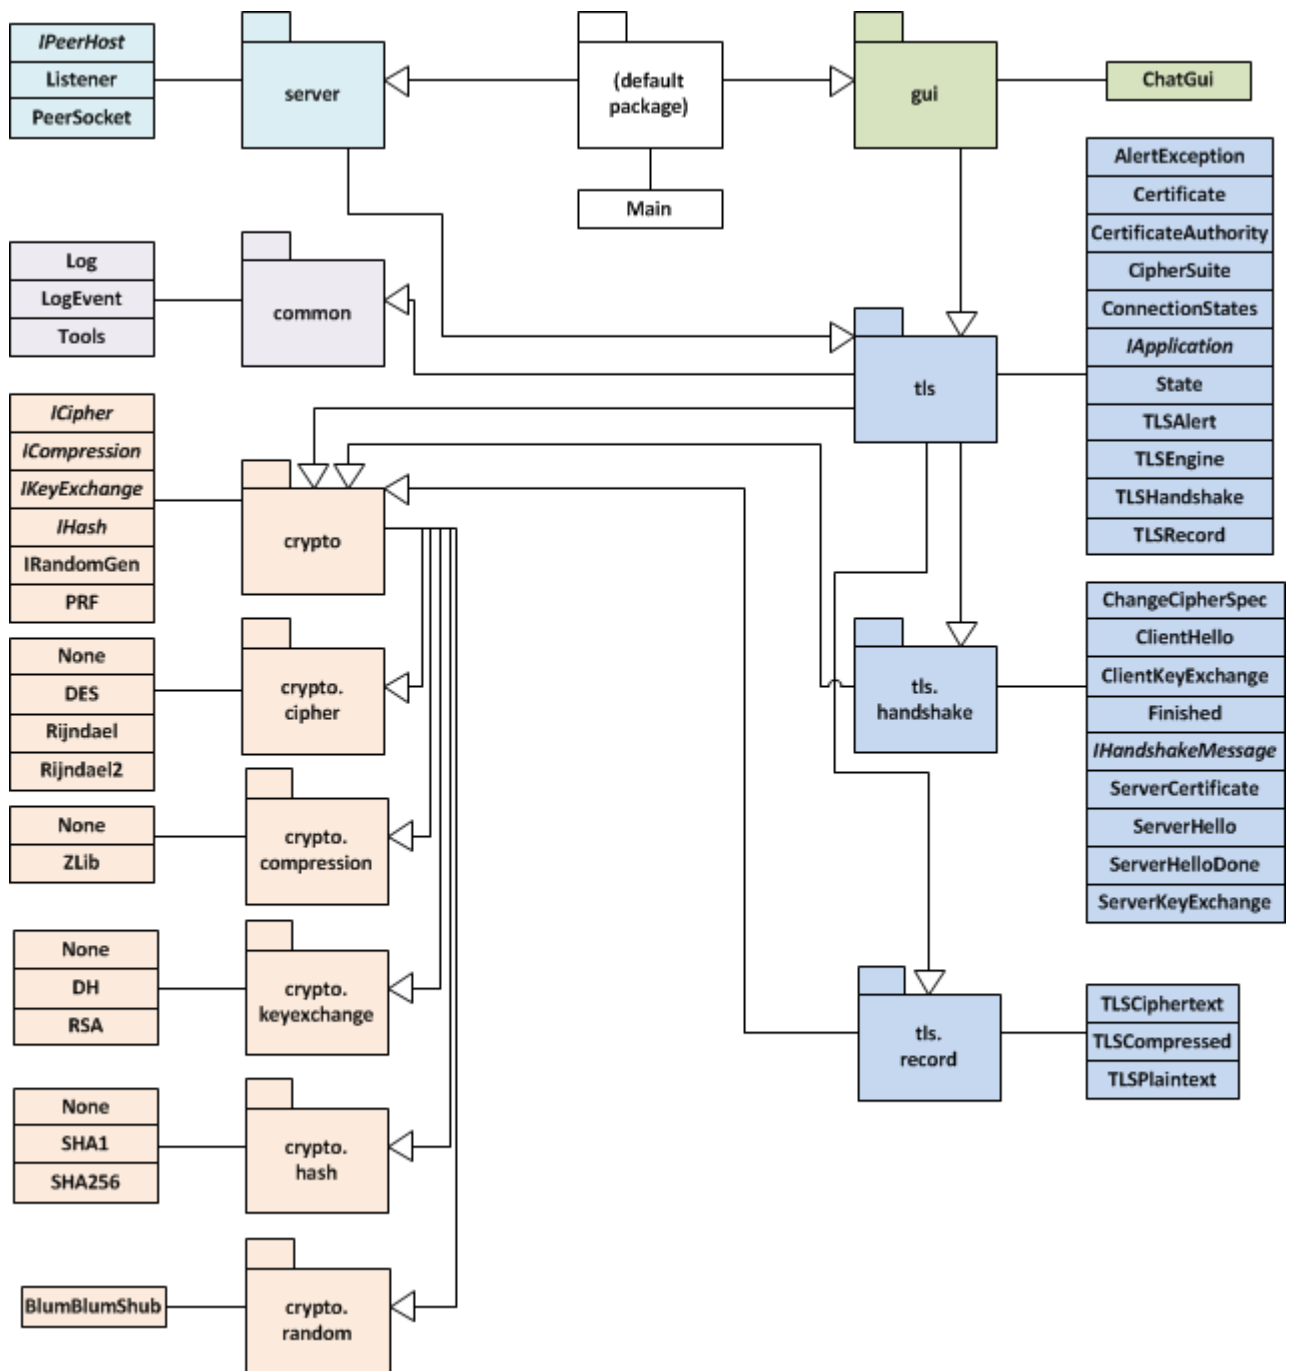 IPeerHost
Listener
PeerSocket
server
(default
package)
Main
gui
ChatGui
Log
LogEvent
Tools
common
tls
AlertException
Certificate
CertificateAuthority
CipherSuite
ConnectionStates
IApplication
State
TLSAlert
TLSEngine
TLSHandshake
TLSRecord
ICipher
ICompression
IKeyExchange
IHash
IRandomGen
PRF
crypto
None
DES
Rijndael
Rijndael2
crypto.
cipher
tls.
handshake
ChangeCipherSpec
ClientHello
ClientKeyExchange
Finished
IHandshakeMessage
ServerCertificate
ServerHello
ServerHelloDone
ServerKeyExchange
None
ZLib
crypto.
compression
None
DH
RSA
crypto.
keyexchange
tls.
record
TLSCiphertext
TLSCompressed
TLSPlaintext
None
SHA1
SHA256
crypto.
hash
BlumBlumShub
crypto.
random